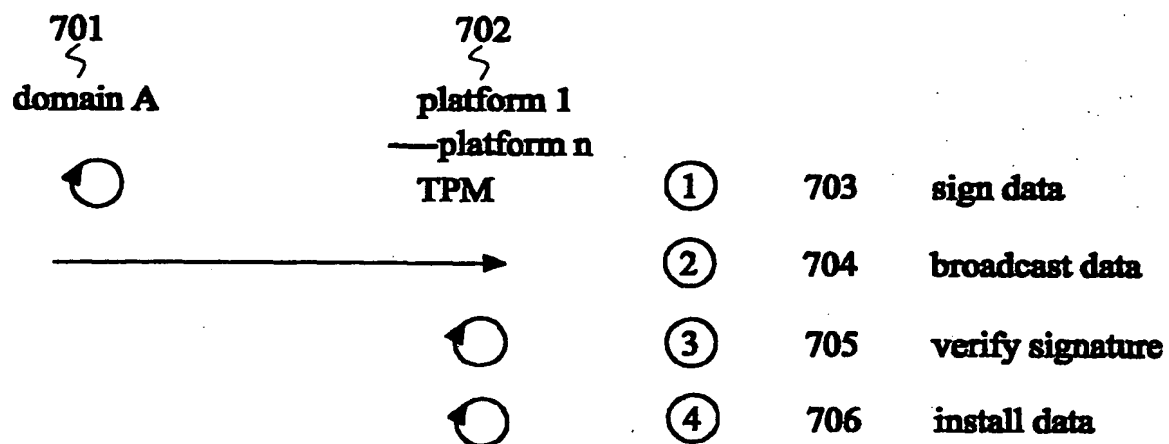 701 702
domain A platform 1
platform n
TPM 1 703 sign data
2 704 broadcast data
3 705 verify signature
4 706 install data